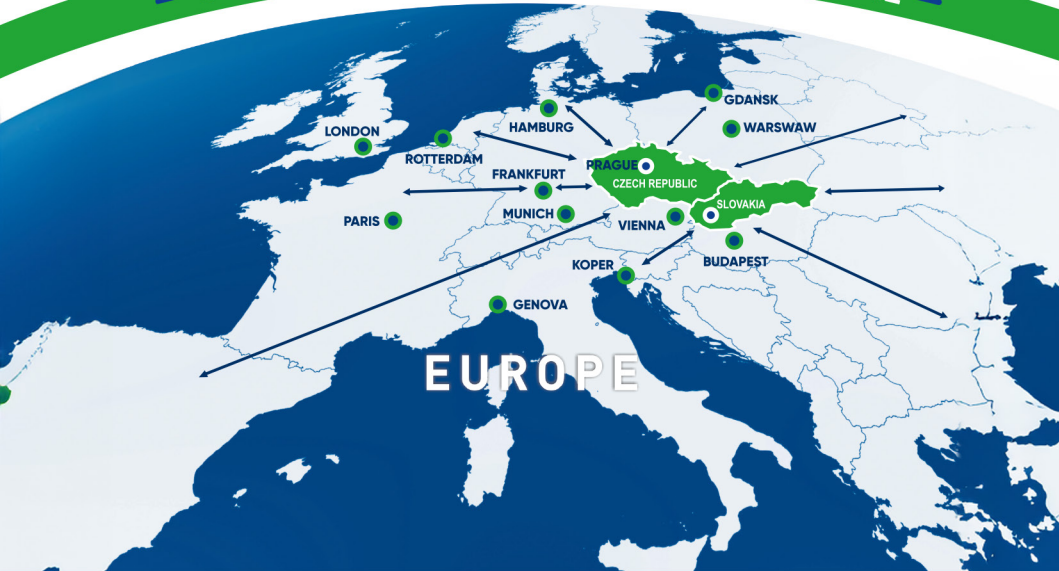 GDANSK
HAMBURG
WARSWAW
LONDON
ROTTERDAM
PRAGUE
FRANKFURT
CZECH REPUBLIC
MUNICH
SLOVAKIA
PARIS
VIENNA
BUDAPEST
KOPER
GENOVA
EUROPE